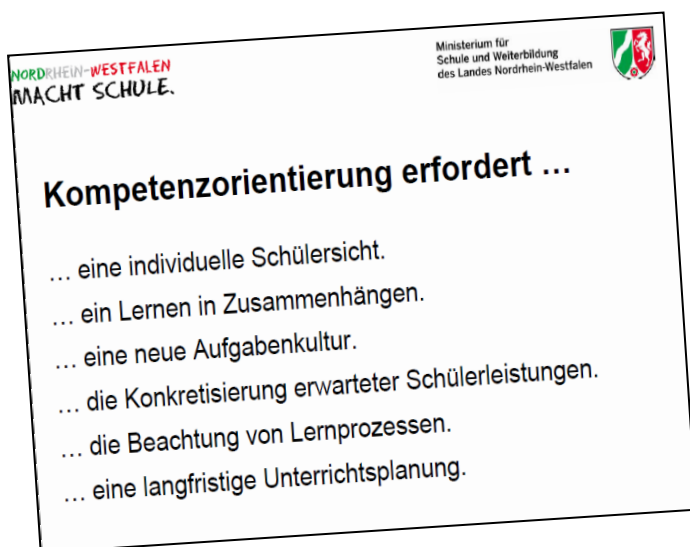 NORDRHEIN-WESTFALEN
MACHT SCHULE.
Ministerium für
Schule und Weiterbildung
des Landes Nordrhein-Westfalen
Kompetenzorientierung erfordert …
… eine individuelle Schülersicht.
… ein Lernen in Zusammenhängen.
… eine neue Aufgabenkultur.
… die Konkretisierung erwarteter Schülerleistungen.
… die Beachtung von Lernprozessen.
… eine langfristige Unterrichtsplanung.